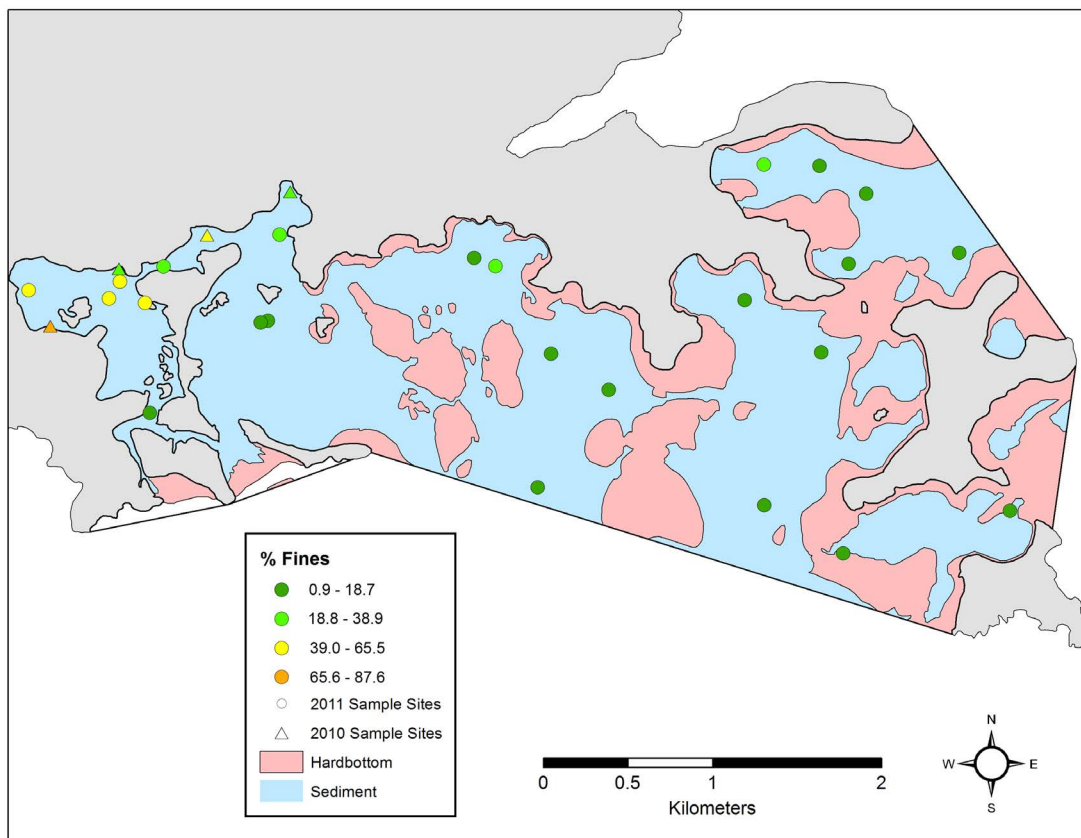 % Fines
0.9 - 18.7
18.8 - 38.9
39.0 - 65.5
65.6 - 87.6
2011 Sample Sites
2010 Sample Sites
Hardbottom
Sediment
0 0.5 1 2
Kilometers
N
W E
S